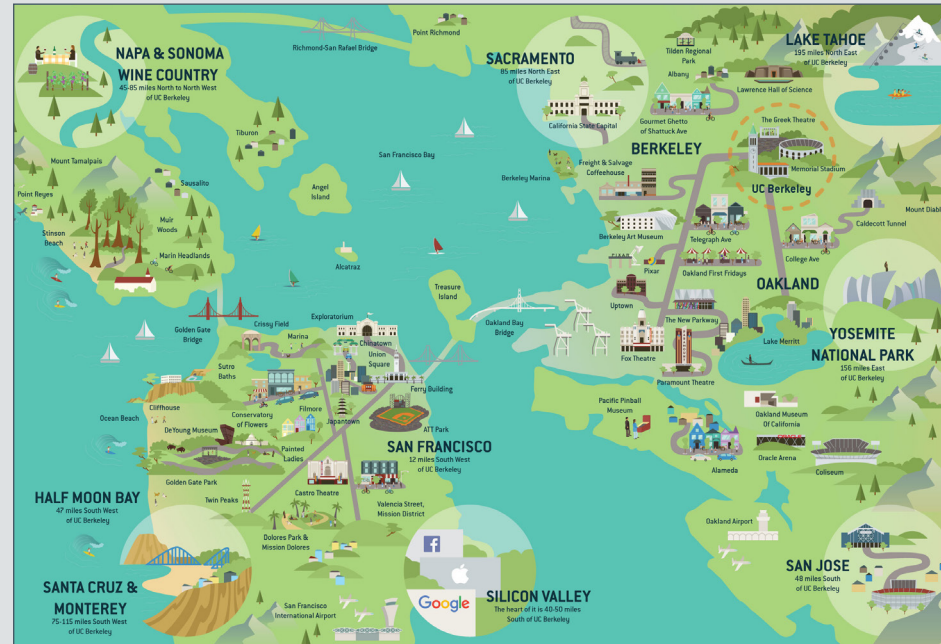 NAPA & SONOMA
WINE COUNTRY
45-85 miles North to North West
of UC Berkeley
Richmond-San Rafael Bridge
Point Richmond
SACRAMENTO
85 miles North East
of UC Berkeley
California State Capital
Tilden Regional
Park
Albany
Lawrence Hall of Science
LAKE TAHOE
195 miles North East
of UC Berkeley
Gourmet Ghetto
of Shattuck Ave
The Greek Theatre
BERKELEY
Memorial Stadium
UC Berkeley
Tiburon
San Francisco Bay
Mount Tamalpais
Sausalito
Angel
Island
Berkeley Marina
Freight & Salvage
Coffeehouse
Point Reyes
Stinson
Beach
Muir
Woods
Marin Headlands
Alcatraz
Berkeley Art Museum
Telegraph Ave
College Ave
Caldecott Tunnel
Mount Diabl
PIXAR
Pixar
Oakland First Fridays
OAKLAND
Treasure
Island
Uptown
The New Parkway
Oakland Bay
Bridge
Fox Theatre
Lake Merritt
Paramount Theatre
YOSEMITE
NATIONAL PARK
156 miles East
of UC Berkeley
Golden Gate
Bridge
Crissy Field
Marina
Exploratorium
Chinatown
Union
Square
Sutro
Baths
Ferry Building
Ocean Beach
Cliffhouse
Conservatory
of Flowers
Filmore
Japantown
ATT Park
DeYoung Museum
Painted
Ladies
SAN FRANCISCO
12 miles South West
of UC Berkeley
Golden Gate Park
Twin Peaks
Castro Theatre
Valencia Street,
Mission District
Dolores Park &
Mission Dolores
Pacific Pinball
Museum
Alameda
Oakland Museum
Of California
Oracle Arena
Coliseum
Oakland Airport
HALF MOON BAY
47 miles South West
of UC Berkeley
SANTA CRUZ &
MONTEREY
75-115 miles South West
of UC Berkeley
San Francisco
International Airport
f
Google
SILICON VALLEY
The heart of it is 40-50 miles
South of UC Berkeley
SAN JOSE
48 miles South
of UC Berkeley